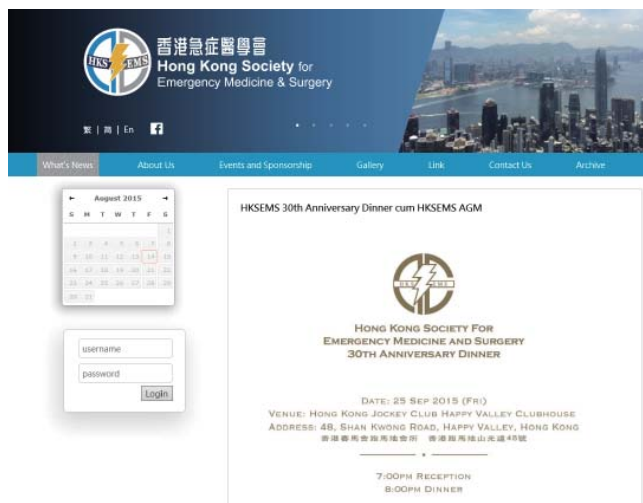 香港急症醫學會
HKS EMS
Hong Kong Society for
Emergency Medicine & Surgery
繁 | 简 | En
What's News About Us Events and Sponsorship Gallery Link Contact Us Archive
August 2015
S M T W T F S
1
2 3 4 5 6 7 8
9 10 11 12 13 14 15
16 17 18 19 20 21 22
23 24 25 26 27 28 29
30 31
username
password
Login
HKSEMS 30th Anniversary Dinner cum HKSEMS AGM
HKS EMS
HONG KONG SOCIETY FOR
EMERGENCY MEDICINE AND SURGERY
30TH ANNIVERSARY DINNER
DATE: 25 SEP 2015 (FRI)
VENUE: HONG KONG JOCKEY CLUB HAPPY VALLEY CLUBHOUSE
ADDRESS: 48, SHAN KWONG ROAD, HAPPY VALLEY, HONG KONG
香港賽馬會跑馬地會所 香港跑馬地山光道48號
7:00PM RECEPTION
8:00PM DINNER